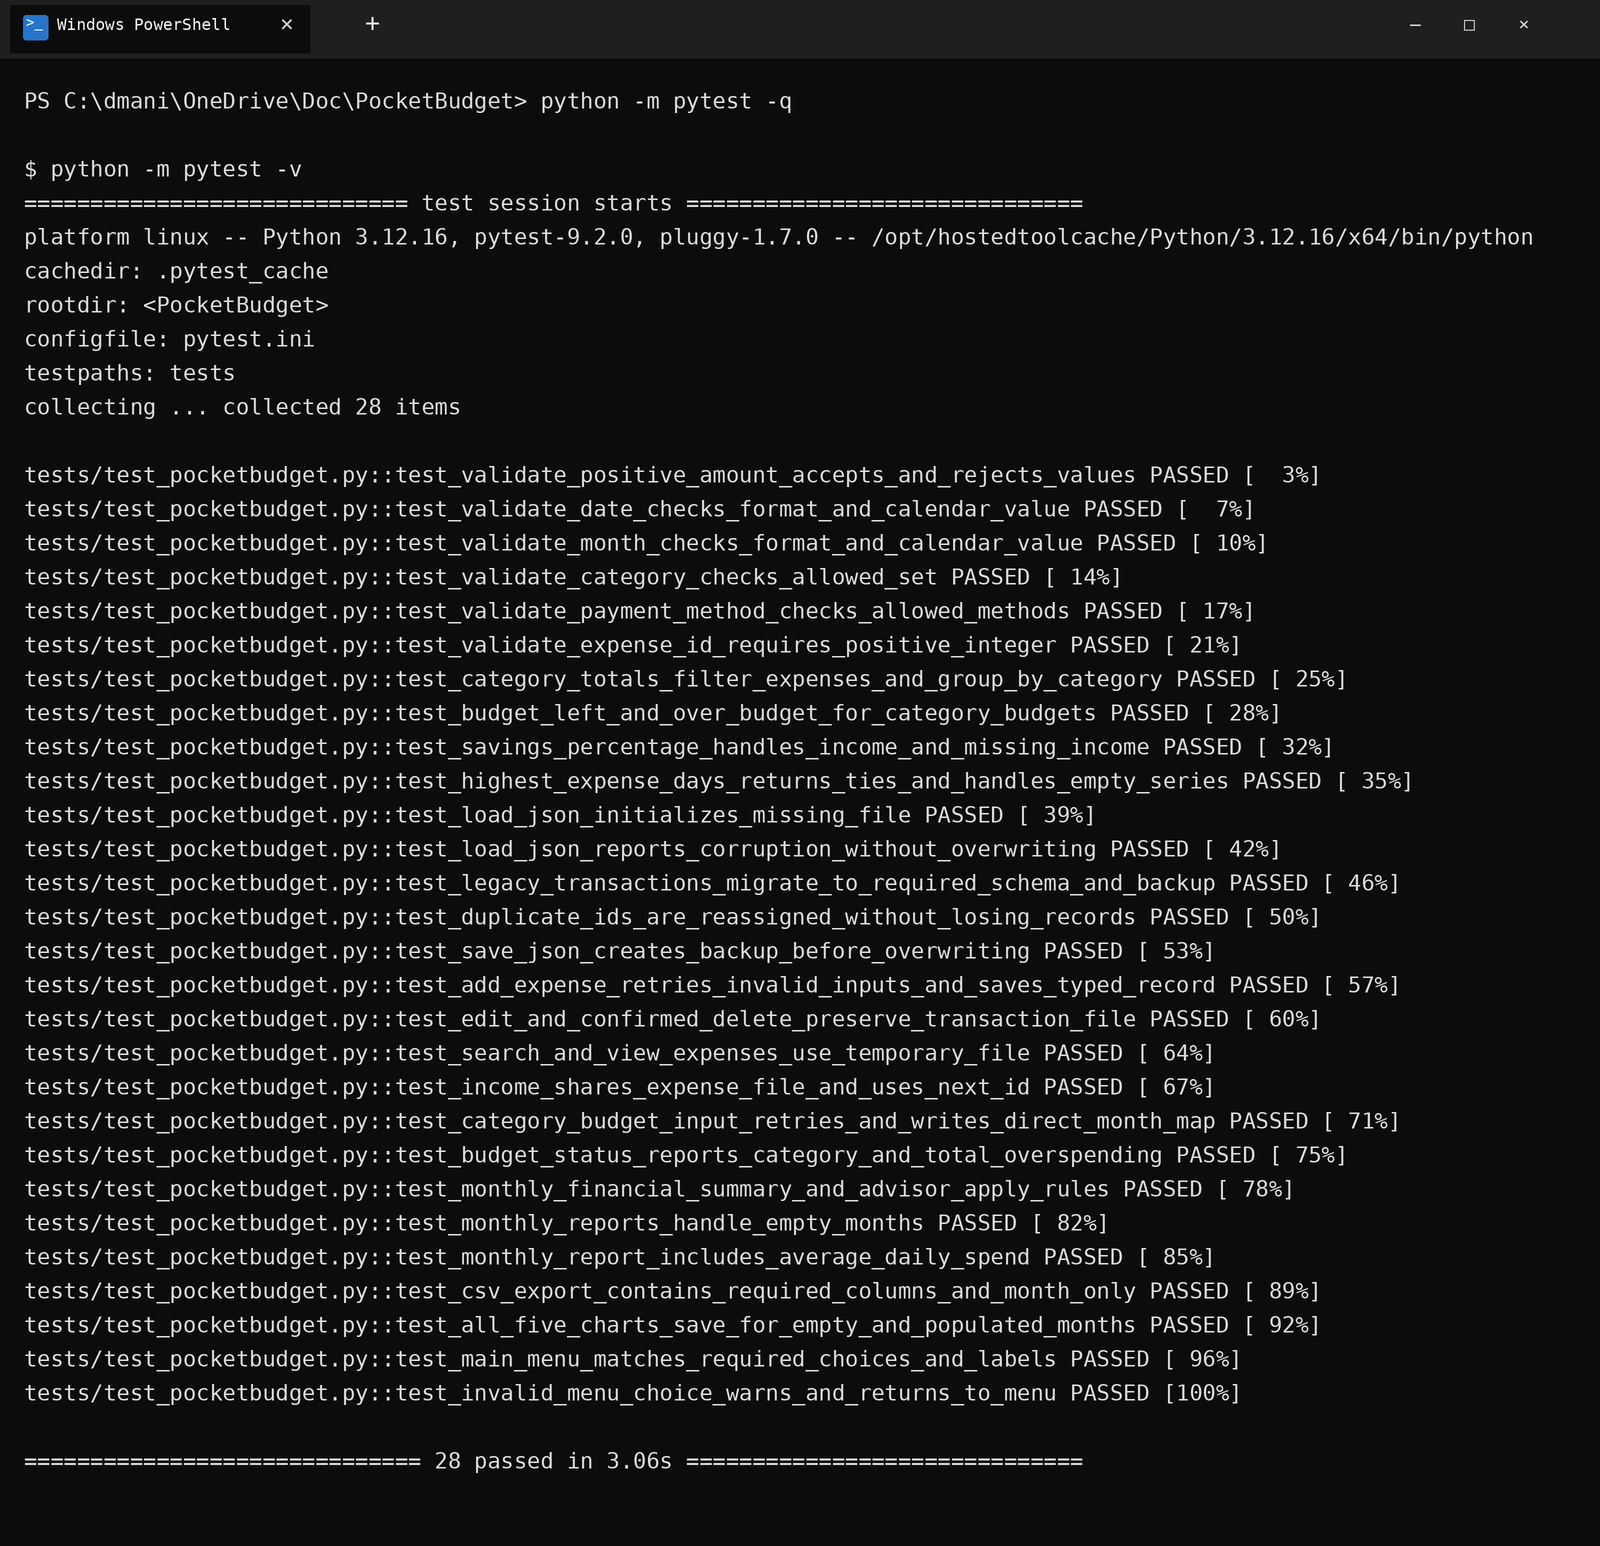 Windows PowerShell
PS C:\dmani\OneDrive\Doc\PocketBudget> python -m pytest -q
$ python -m pytest -v
============================= test session starts ==============================
platform linux -- Python 3.12.16, pytest-9.2.0, pluggy-1.7.0 -- /opt/hostedtoolcache/Python/3.12.16/x64/bin/python
cachedir: .pytest_cache
rootdir: <PocketBudget>
configfile: pytest.ini
testpaths: tests
collecting ... collected 28 items
tests/test_pocketbudget.py::test_validate_positive_amount_accepts_and_rejects_values PASSED [  3%]
tests/test_pocketbudget.py::test_validate_date_checks_format_and_calendar_value PASSED [  7%]
tests/test_pocketbudget.py::test_validate_month_checks_format_and_calendar_value PASSED [ 10%]
tests/test_pocketbudget.py::test_validate_category_checks_allowed_set PASSED [ 14%]
tests/test_pocketbudget.py::test_validate_payment_method_checks_allowed_methods PASSED [ 17%]
tests/test_pocketbudget.py::test_validate_expense_id_requires_positive_integer PASSED [ 21%]
tests/test_pocketbudget.py::test_category_totals_filter_expenses_and_group_by_category PASSED [ 25%]
tests/test_pocketbudget.py::test_budget_left_and_over_budget_for_category_budgets PASSED [ 28%]
tests/test_pocketbudget.py::test_savings_percentage_handles_income_and_missing_income PASSED [ 32%]
tests/test_pocketbudget.py::test_highest_expense_days_returns_ties_and_handles_empty_series PASSED [ 35%]
tests/test_pocketbudget.py::test_load_json_initializes_missing_file PASSED [ 39%]
tests/test_pocketbudget.py::test_load_json_reports_corruption_without_overwriting PASSED [ 42%]
tests/test_pocketbudget.py::test_legacy_transactions_migrate_to_required_schema_and_backup PASSED [ 46%]
tests/test_pocketbudget.py::test_duplicate_ids_are_reassigned_without_losing_records PASSED [ 50%]
tests/test_pocketbudget.py::test_save_json_creates_backup_before_overwriting PASSED [ 53%]
tests/test_pocketbudget.py::test_add_expense_retries_invalid_inputs_and_saves_typed_record PASSED [ 57%]
tests/test_pocketbudget.py::test_edit_and_confirmed_delete_preserve_transaction_file PASSED [ 60%]
tests/test_pocketbudget.py::test_search_and_view_expenses_use_temporary_file PASSED [ 64%]
tests/test_pocketbudget.py::test_income_shares_expense_file_and_uses_next_id PASSED [ 67%]
tests/test_pocketbudget.py::test_category_budget_input_retries_and_writes_direct_month_map PASSED [ 71%]
tests/test_pocketbudget.py::test_budget_status_reports_category_and_total_overspending PASSED [ 75%]
tests/test_pocketbudget.py::test_monthly_financial_summary_and_advisor_apply_rules PASSED [ 78%]
tests/test_pocketbudget.py::test_monthly_reports_handle_empty_months PASSED [ 82%]
tests/test_pocketbudget.py::test_monthly_report_includes_average_daily_spend PASSED [ 85%]
tests/test_pocketbudget.py::test_csv_export_contains_required_columns_and_month_only PASSED [ 89%]
tests/test_pocketbudget.py::test_all_five_charts_save_for_empty_and_populated_months PASSED [ 92%]
tests/test_pocketbudget.py::test_main_menu_matches_required_choices_and_labels PASSED [ 96%]
tests/test_pocketbudget.py::test_invalid_menu_choice_warns_and_returns_to_menu PASSED [100%]
============================== 28 passed in 3.06s ==============================